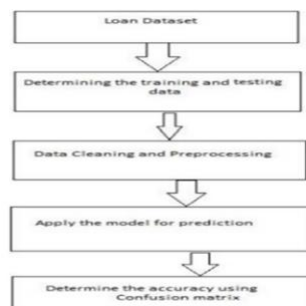 Loan Dataset
Determining the training and testing
data
Data Cleaning and Preprocessing
Apply the model for prediction
Determine the accuracy using
Confusion matrix